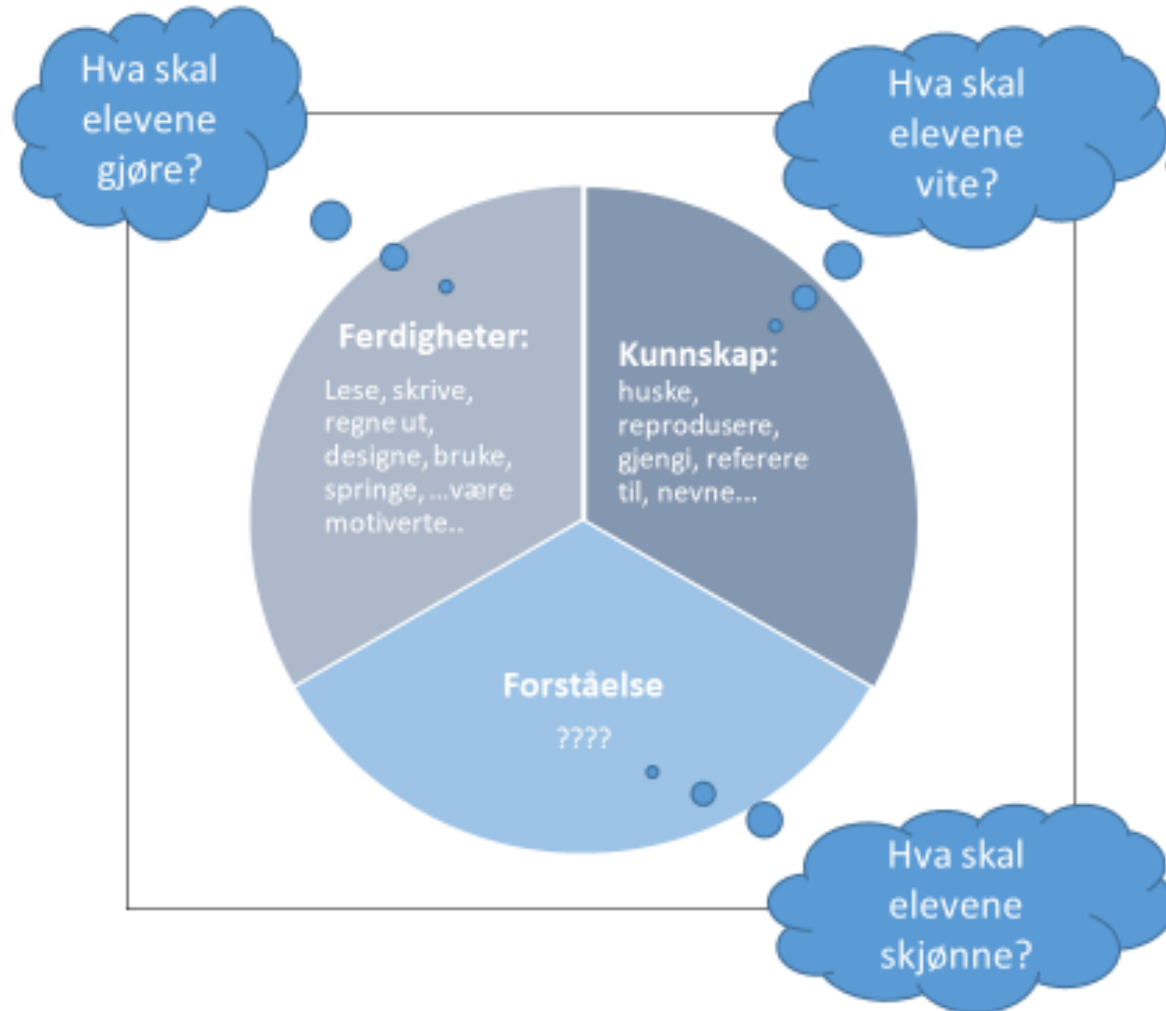 Hva skal
elevene
gjøre?
Hva skal
elevene
vite?
Ferdigheter:
Lese, skrive,
regne ut,
designe, bruke,
springe, ...være
motiverte..
Kunnskap:
huske,
reprodusere,
gjengi, referere
til, nevne...
Forståelse
????
Hva skal
elevene
skjønne?